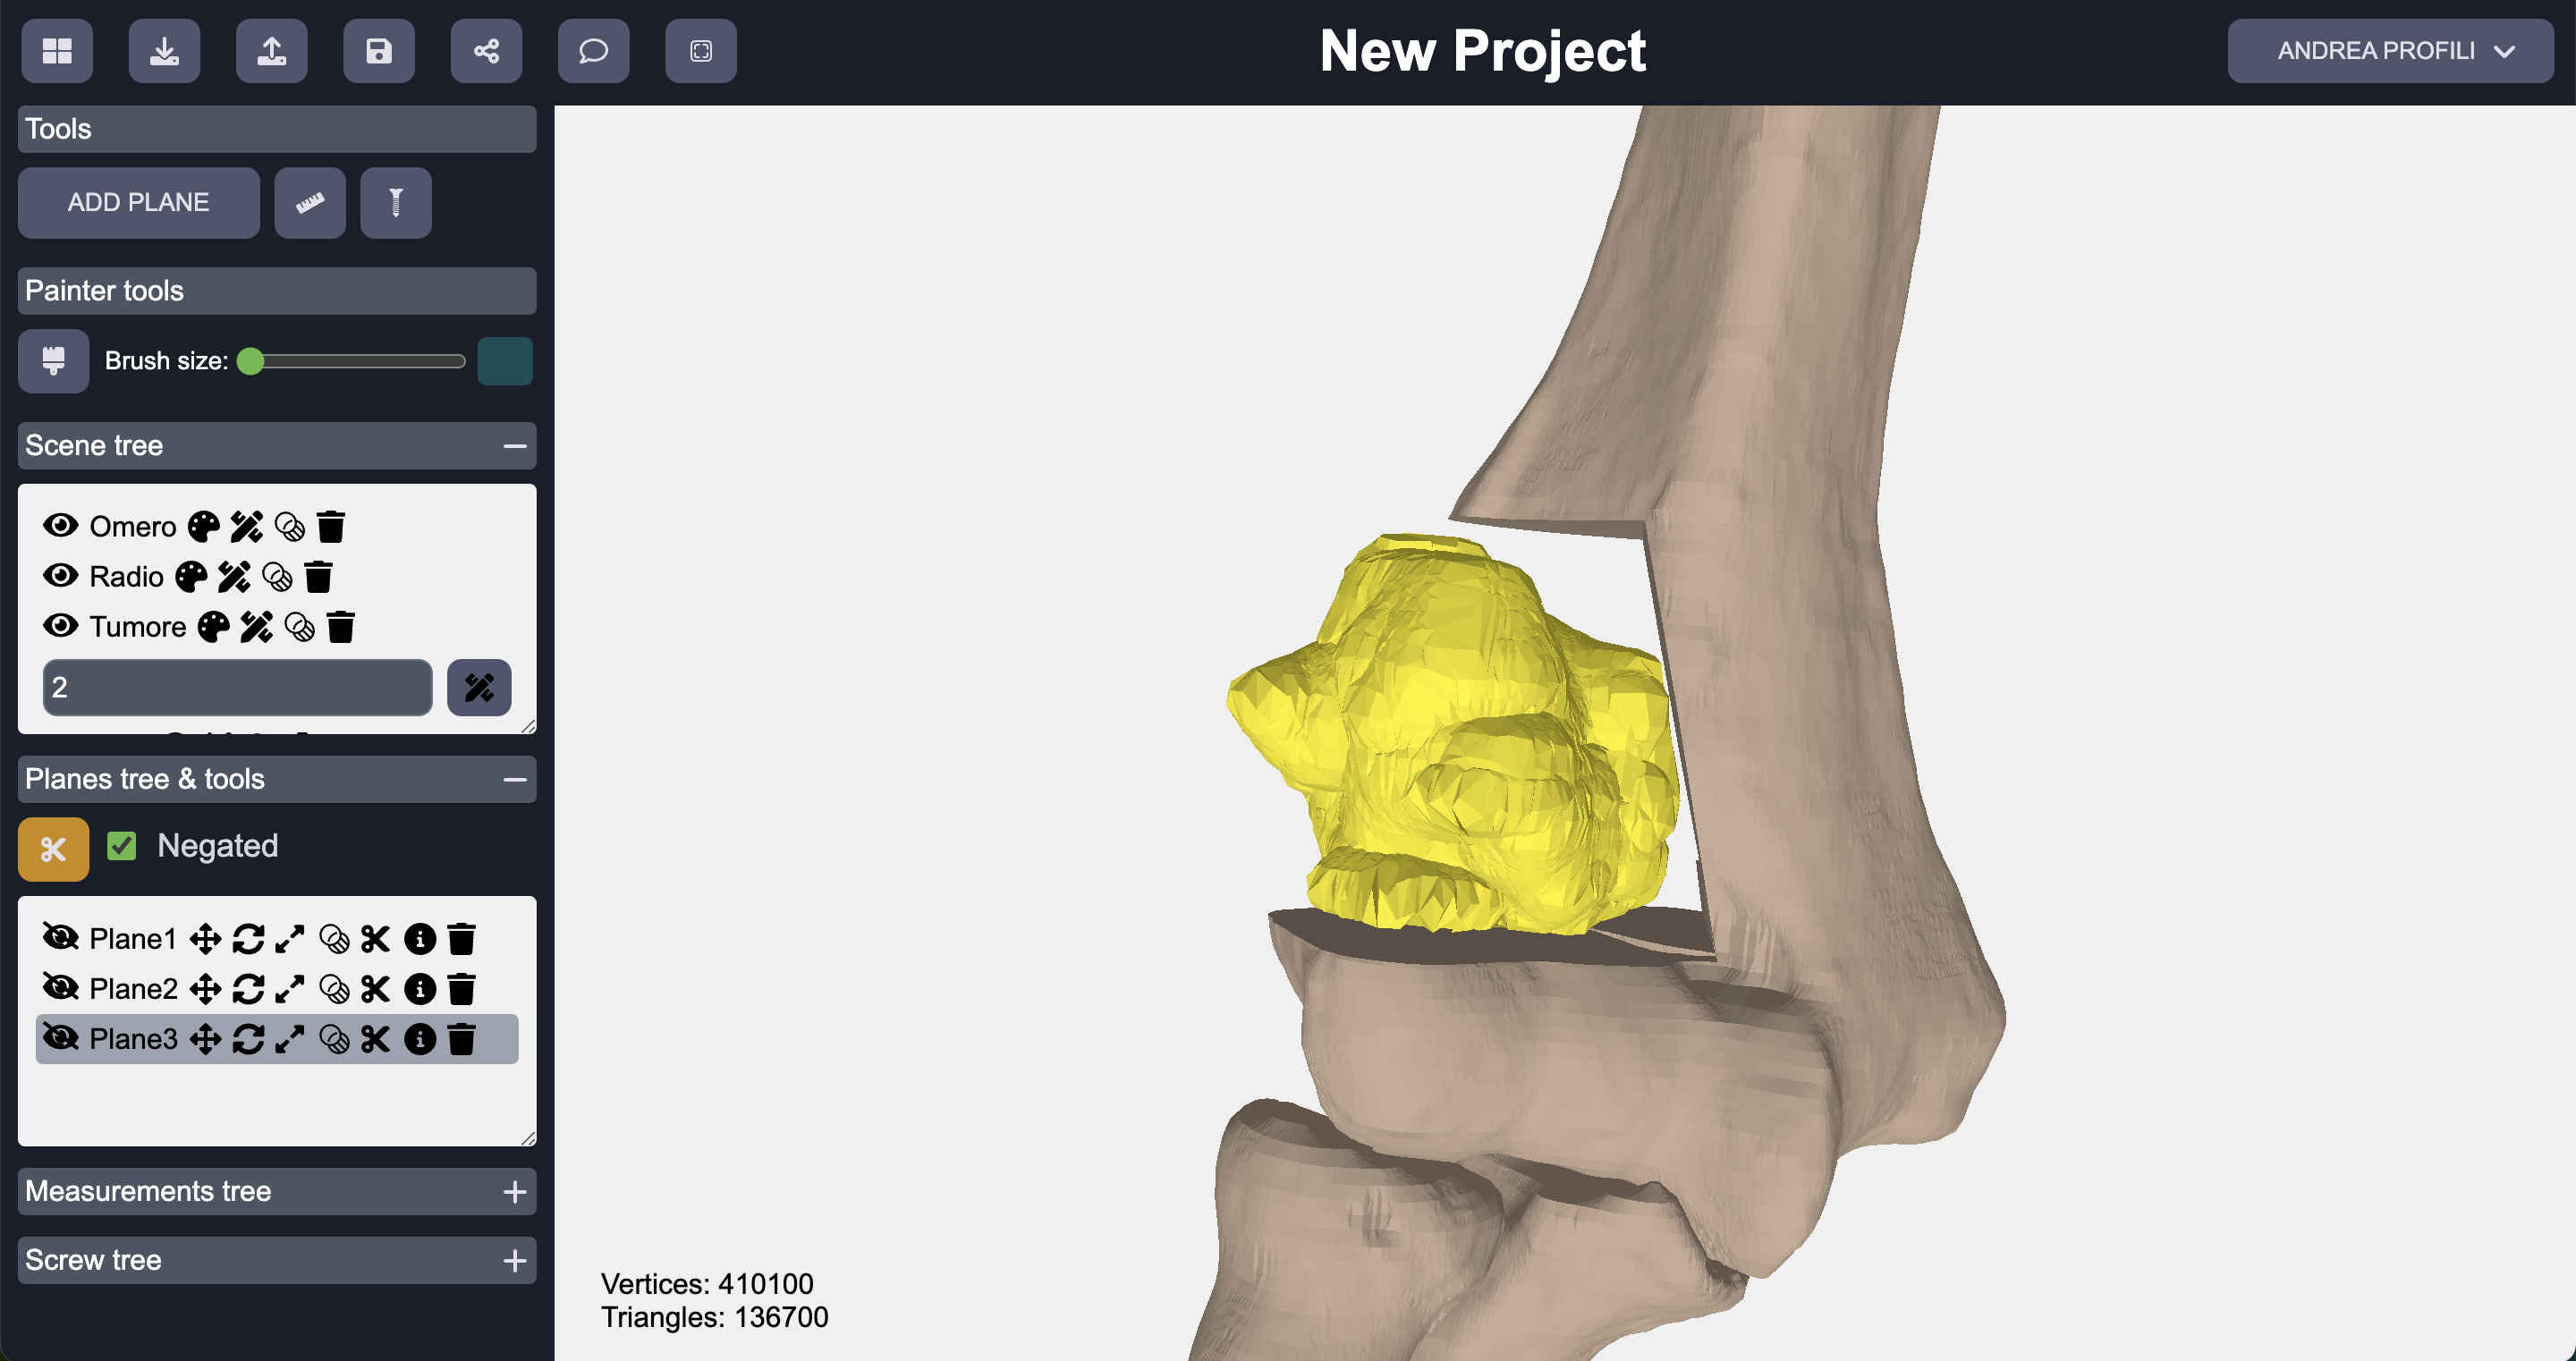 New Project
ANDREA PROFILI
Tools
ADD PLANE
Painter tools
Brush size:
Scene tree
Omero
Radio
Tumore
2
Planes tree & tools
Negated
Plane1
Plane2
Plane3
Measurements tree
Screw tree
Vertices: 410100
Triangles: 136700